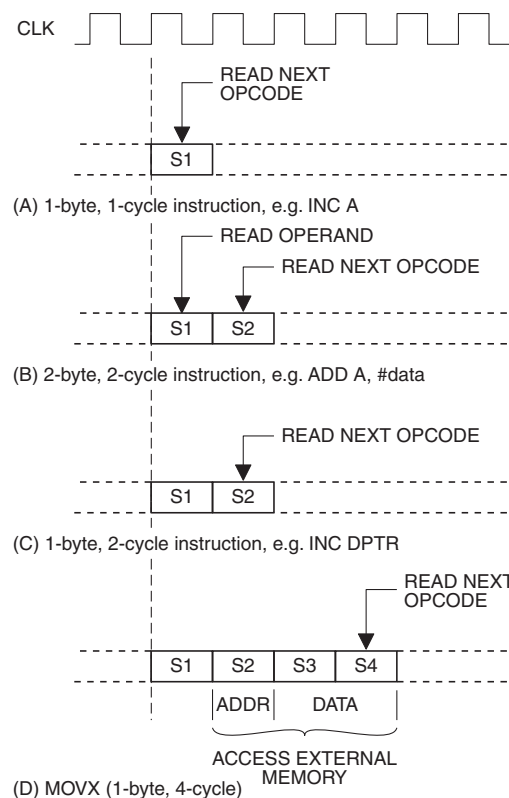 CLK
READ NEXT
OPCODE
S1
(A) 1-byte, 1-cycle instruction, e.g. INC A
READ OPERAND
READ NEXT OPCODE
S1 S2
(B) 2-byte, 2-cycle instruction, e.g. ADD A, #data
READ NEXT OPCODE
S1 S2
(C) 1-byte, 2-cycle instruction, e.g. INC DPTR
READ NEXT
OPCODE
S1 S2 S3 S4
ADDR DATA
ACCESS EXTERNAL
MEMORY
(D) MOVX (1-byte, 4-cycle)